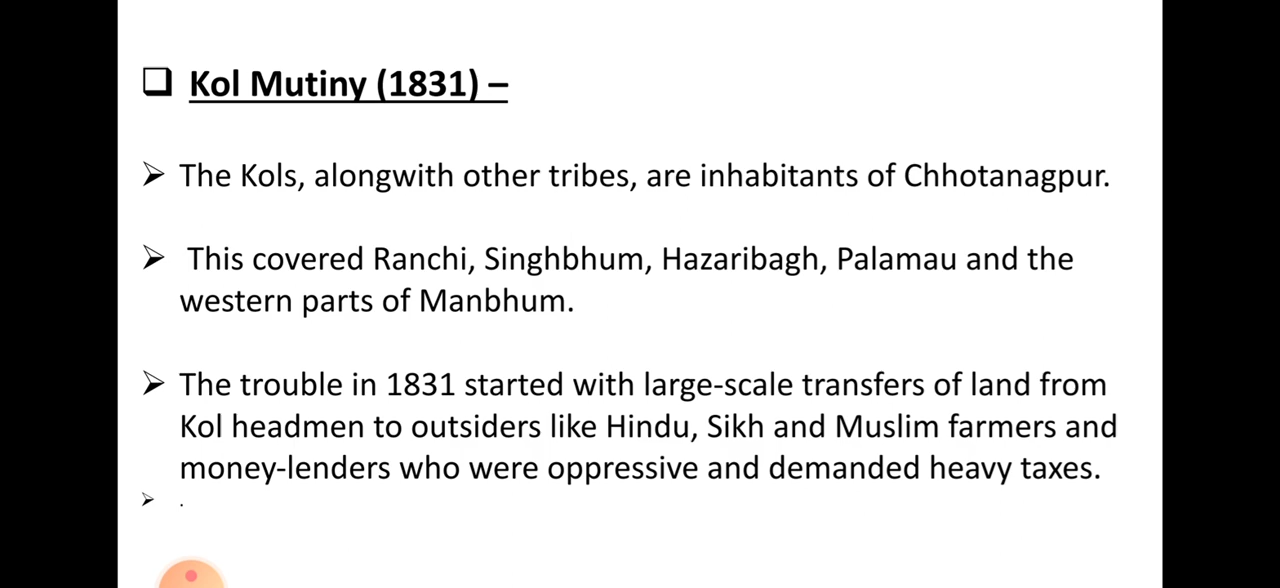 ❑ Kol Mutiny (1831) –
➢ The Kols, alongwith other tribes, are inhabitants of Chhotanagpur.
➢ This covered Ranchi, Singhbhum, Hazaribagh, Palamau and the
western parts of Manbhum.
➢ The trouble in 1831 started with large-scale transfers of land from
Kol headmen to outsiders like Hindu, Sikh and Muslim farmers and
money-lenders who were oppressive and demanded heavy taxes.
➢ .